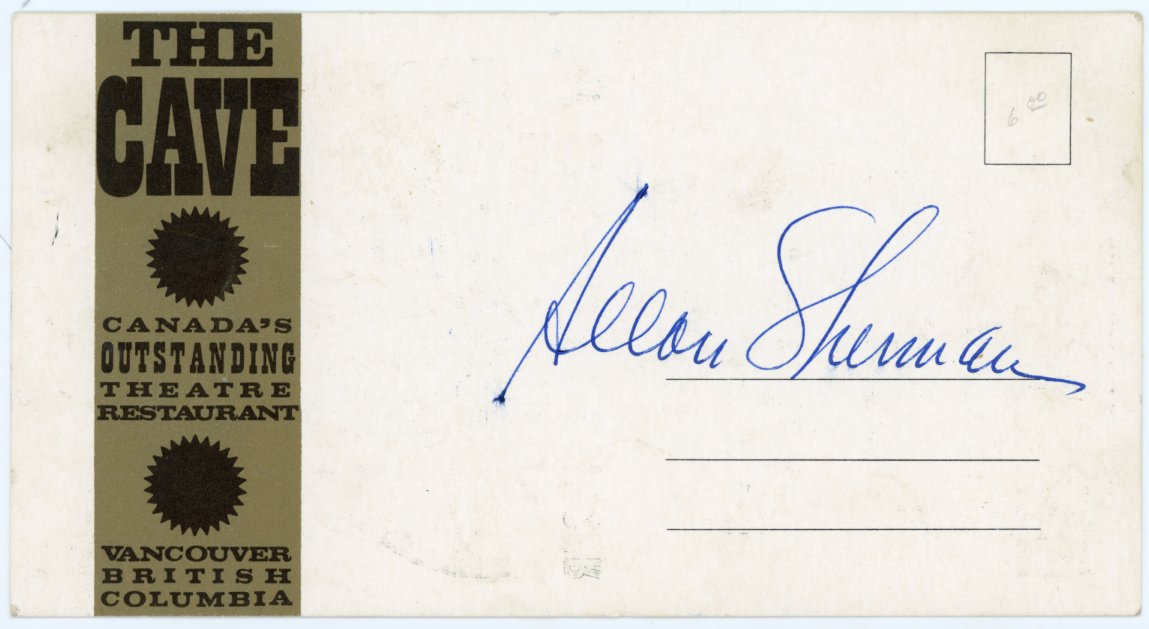 THE
CAVE
CANADA'S
OUTSTANDING
THEATRE
RESTAURANT
VANCOUVER
BRITISH
COLUMBIA
6 00
Allan Sherman